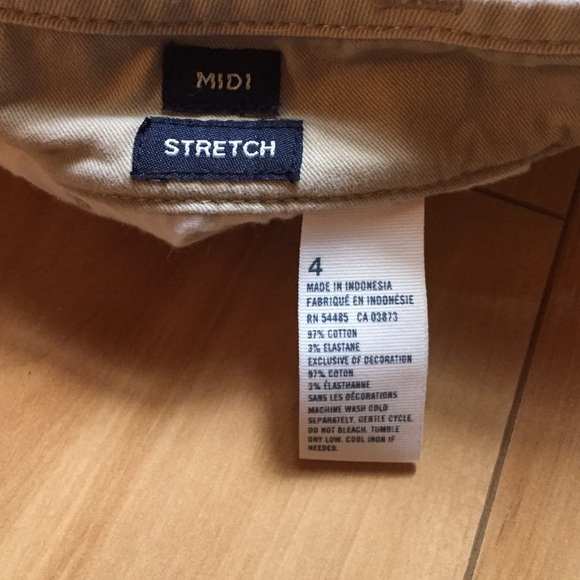 MIDI
STRETCH
4
MADE IN INDONESIA
FABRIQUÉ EN INDONÉSIE
RN 54485 CA 03873
97% COTTON
3% ELASTANE
EXCLUSIVE OF DECORATION
97% COTON
3% ÉLASTHANNE
SANS LES DÉCORATIONS
MACHINE WASH COLD
SEPARATELY, GENTLE CYCLE.
DO NOT BLEACH. TUMBLE
DRY LOW. COOL IRON IF
NEEDED.